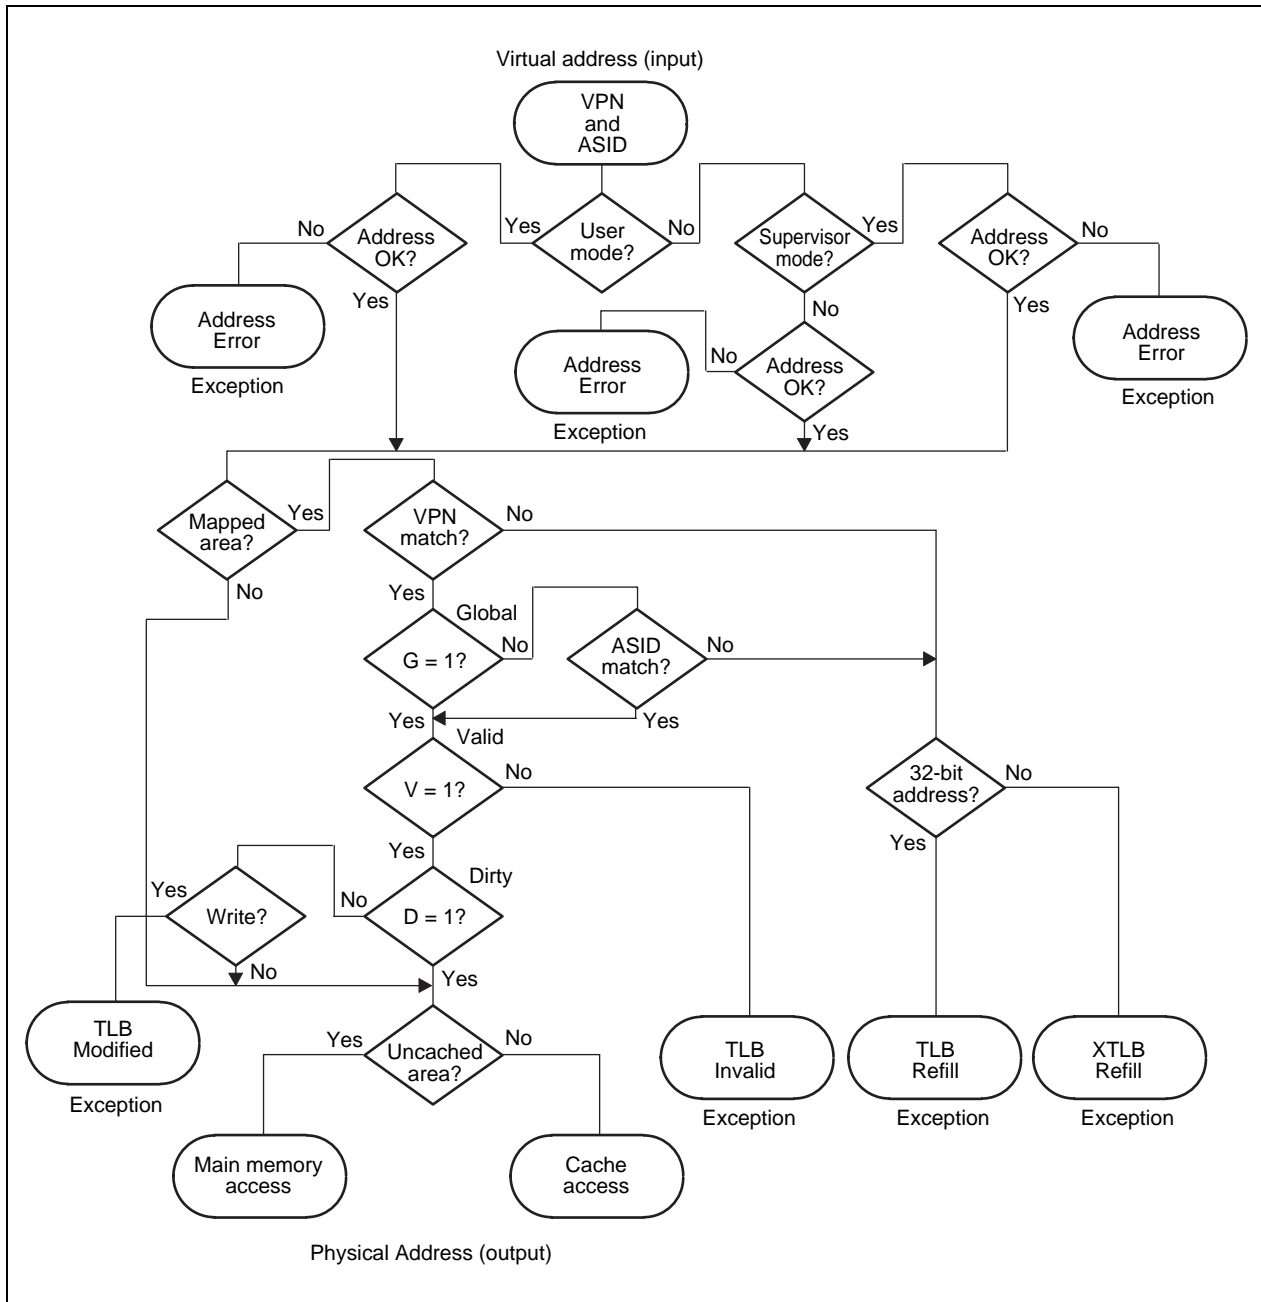 Virtual address (input)
VPN
and
ASID
No
Address
OK?
Yes
User
mode?
No
Supervisor
mode?
Yes
Address
OK?
No
Yes
No
Yes
Address
Error
Exception
Address
Error
Exception
No
Address
OK?
Yes
Address
Error
Exception
Mapped
area?
Yes
VPN
match?
No
No
Yes
Global
G = 1?
No
ASID
match?
No
Yes
Yes
Valid
V = 1?
No
32-bit
address?
No
Yes
Yes
Dirty
Yes
Write?
No
D = 1?
No
Yes
TLB
Modified
Exception
Yes
Uncached
area?
No
TLB
Invalid
Exception
TLB
Refill
Exception
XTLB
Refill
Exception
Main memory
access
Cache
access
Physical Address (output)